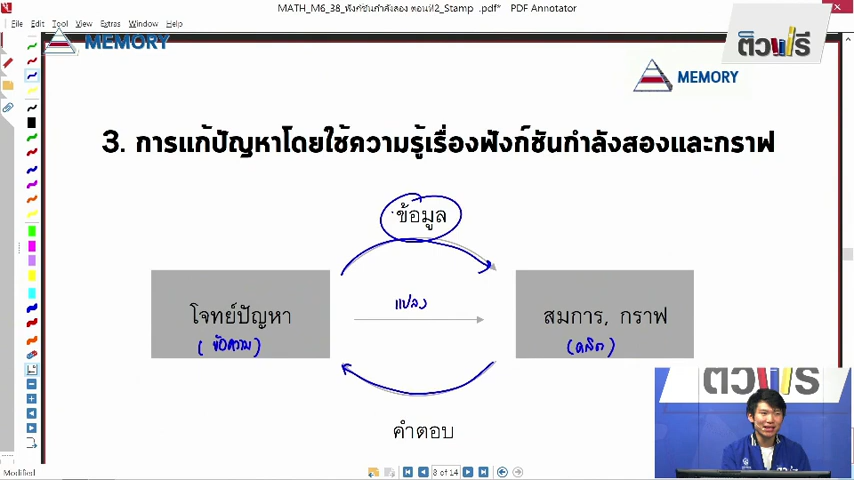 MATH_M6_38_ฟังก์ชันกำลังสอง ตอนที่2_Stamp .pdf* PDF Annotator
File Edit Tool View Extras Window Help
MEMORY
ติวฟรี
MEMORY
3. การแก้ปัญหาโดยใช้ความรู้เรื่องฟังก์ชันกำลังสองและกราฟ
ข้อมูล
แปลง
โจทย์ปัญหา
(ข้อความ)
สมการ, กราฟ
(คณิต)
คำตอบ
ติวฟรี
Modified
3 of 14